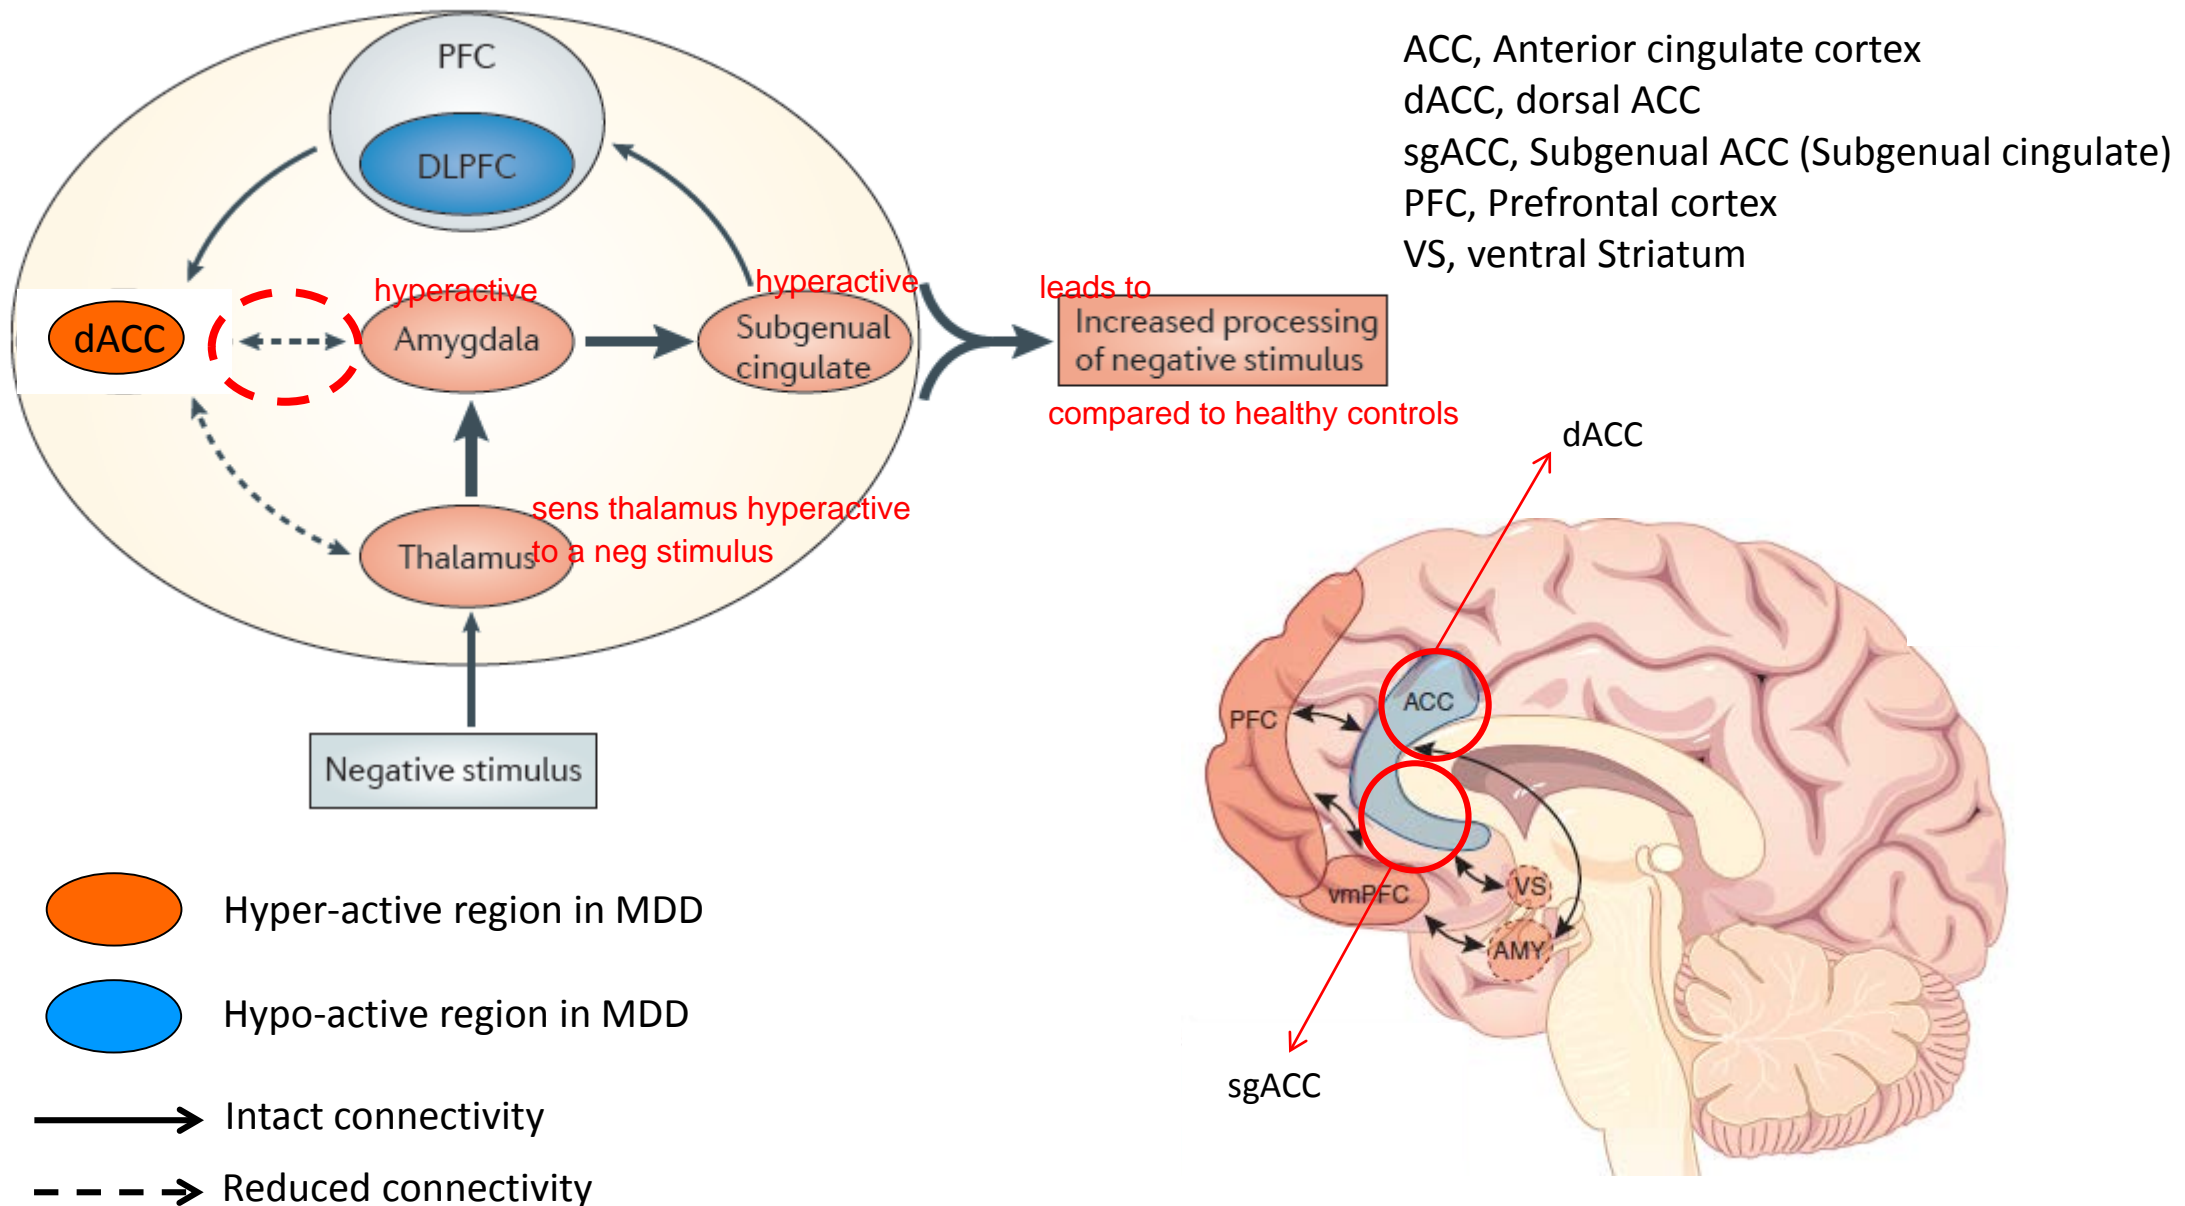 PFC
DLPFC
hyperactive
hyperactive
leads to
dACC
Amygdala
Subgenual
cingulate
Increased processing
of negative stimulus
compared to healthy controls
sens thalamus hyperactive
to a neg stimulus
Thalamus
Negative stimulus
Hyper-active region in MDD
Hypo-active region in MDD
Intact connectivity
Reduced connectivity
ACC, Anterior cingulate cortex
dACC, dorsal ACC
sgACC, Subgenual ACC (Subgenual cingulate)
PFC, Prefrontal cortex
VS, ventral Striatum
dACC
ACC
PFC
VS
vmPFC
AMY
sgACC